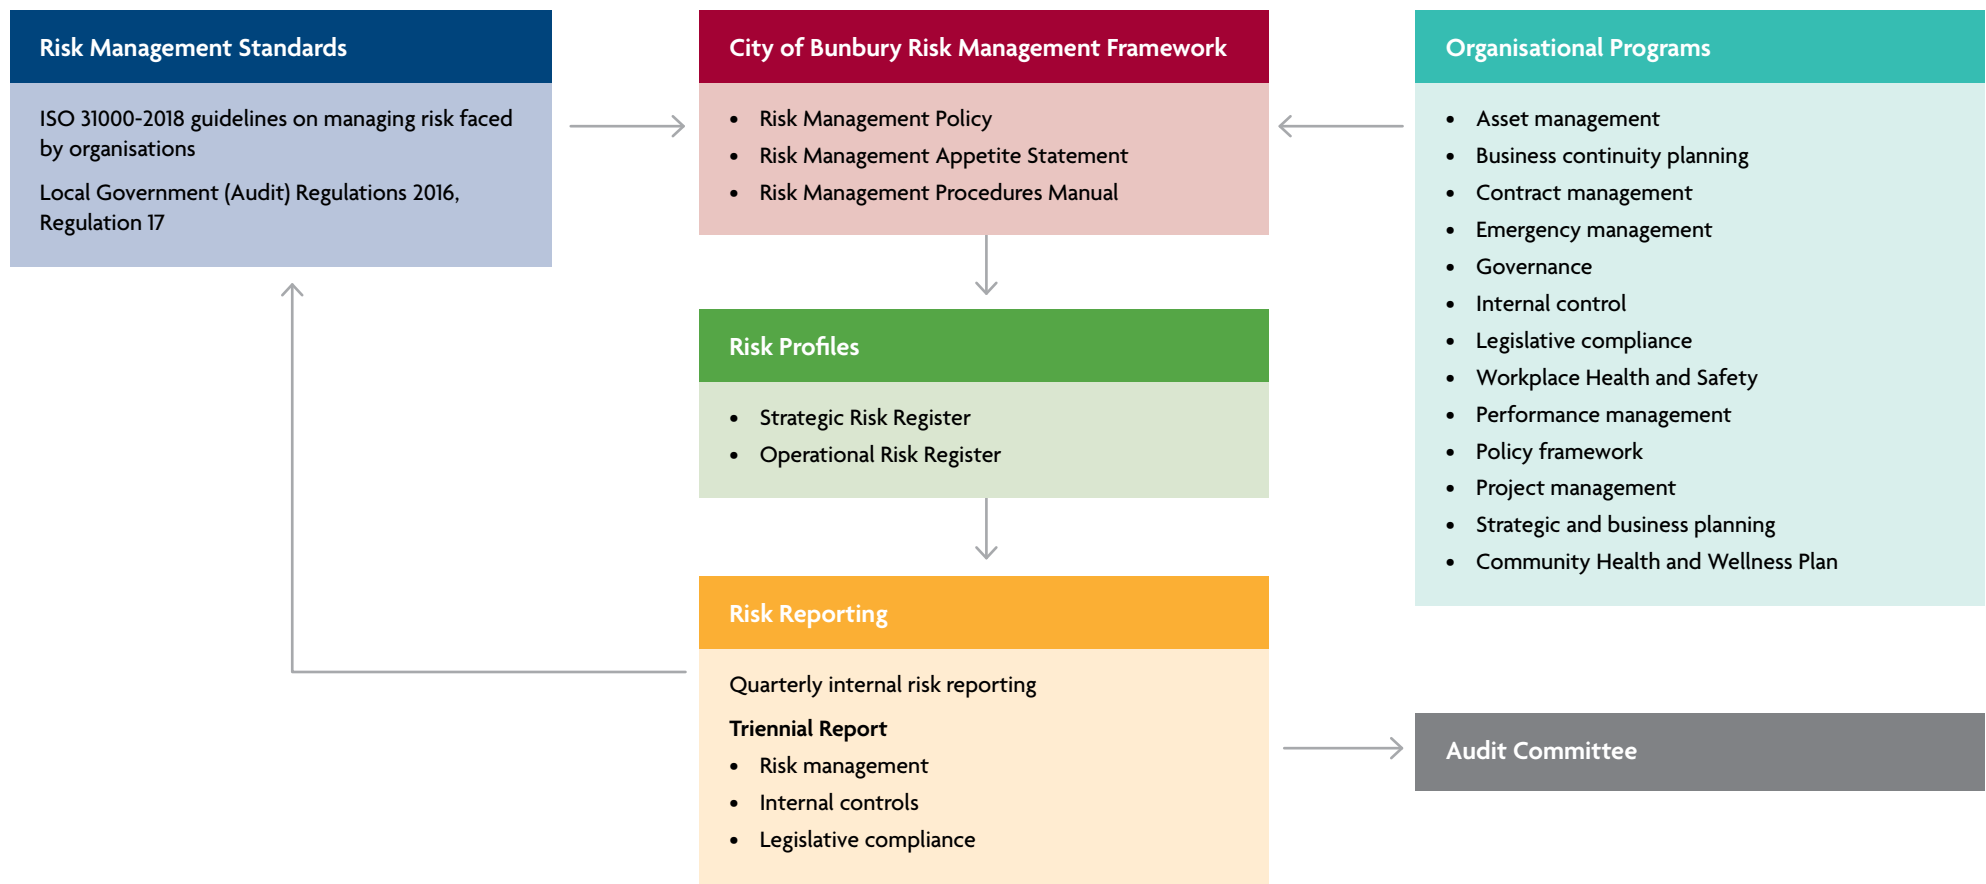 Risk Management Standards
ISO 31000-2018 guidelines on managing risk faced
by organisations
Local Government (Audit) Regulations 2016,
Regulation 17
City of Bunbury Risk Management Framework
• Risk Management Policy
• Risk Management Appetite Statement
• Risk Management Procedures Manual
Risk Profiles
• Strategic Risk Register
• Operational Risk Register
Risk Reporting
Quarterly internal risk reporting
Triennial Report
• Risk management
• Internal controls
• Legislative compliance
Organisational Programs
• Asset management
• Business continuity planning
• Contract management
• Emergency management
• Governance
• Internal control
• Legislative compliance
• Workplace Health and Safety
• Performance management
• Policy framework
• Project management
• Strategic and business planning
• Community Health and Wellness Plan
Audit Committee